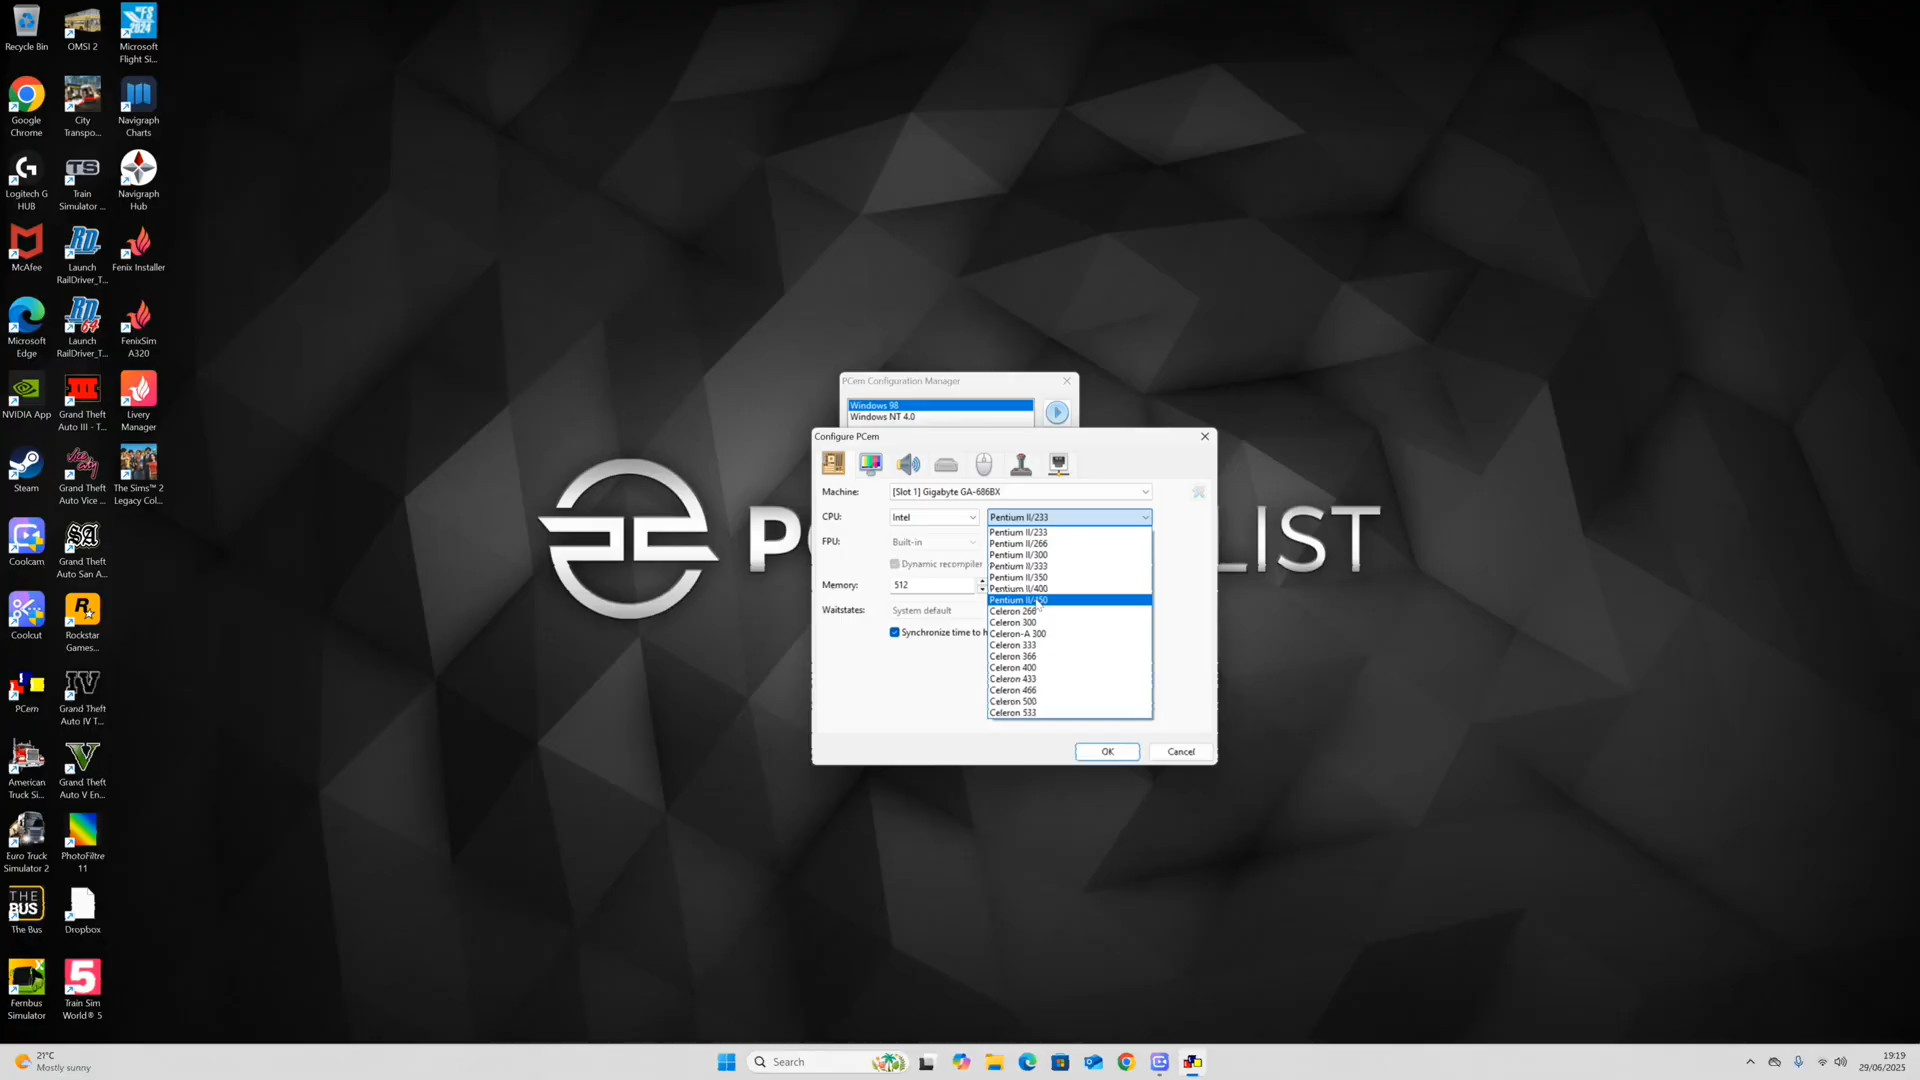 Recycle Bin
OMSI 2
Microsoft
Flight Si...
Google
Chrome
City
Transpo...
Navigraph
Charts
Logitech G
HUB
TS
Train
Simulator ...
Navigraph
Hub
McAfee
RD
Launch
RailDriver_T...
Fenix Installer
Microsoft
Edge
RD
64
Launch
RailDriver_T...
FenixSim
A320
NVIDIA App
III
Grand Theft
Auto III - T...
Livery
Manager
Steam
Grand Theft
Auto Vice ...
The Sims™ 2
Legacy Col...
Coolcam
Grand Theft
Auto San A...
Coolcut
Rockstar
Games...
PCem
IV
Grand Theft
Auto IV T...
American
Truck Si...
V
Grand Theft
Auto V En...
Euro Truck
Simulator 2
PhotoFiltre
11
THE
BUS
The Bus
Dropbox
Fernbus
Simulator
5
Train Sim
World® 5
P
LIST
PCem Configuration Manager
Windows 98
Windows NT 4.0
Configure PCem
Machine:
[Slot 1] Gigabyte GA-686BX
CPU:
Intel
Pentium II/233
FPU:
Built-in
Dynamic recompiler
Memory:
512
Waitstates:
System default
Synchronize time to h
Pentium II/233
Pentium II/266
Pentium II/300
Pentium II/333
Pentium II/350
Pentium II/400
Pentium II/450
Celeron 266
Celeron 300
Celeron-A 300
Celeron 333
Celeron 366
Celeron 400
Celeron 433
Celeron 466
Celeron 500
Celeron 533
OK
Cancel
21°C
Mostly sunny
Search
19:19
29/06/2025